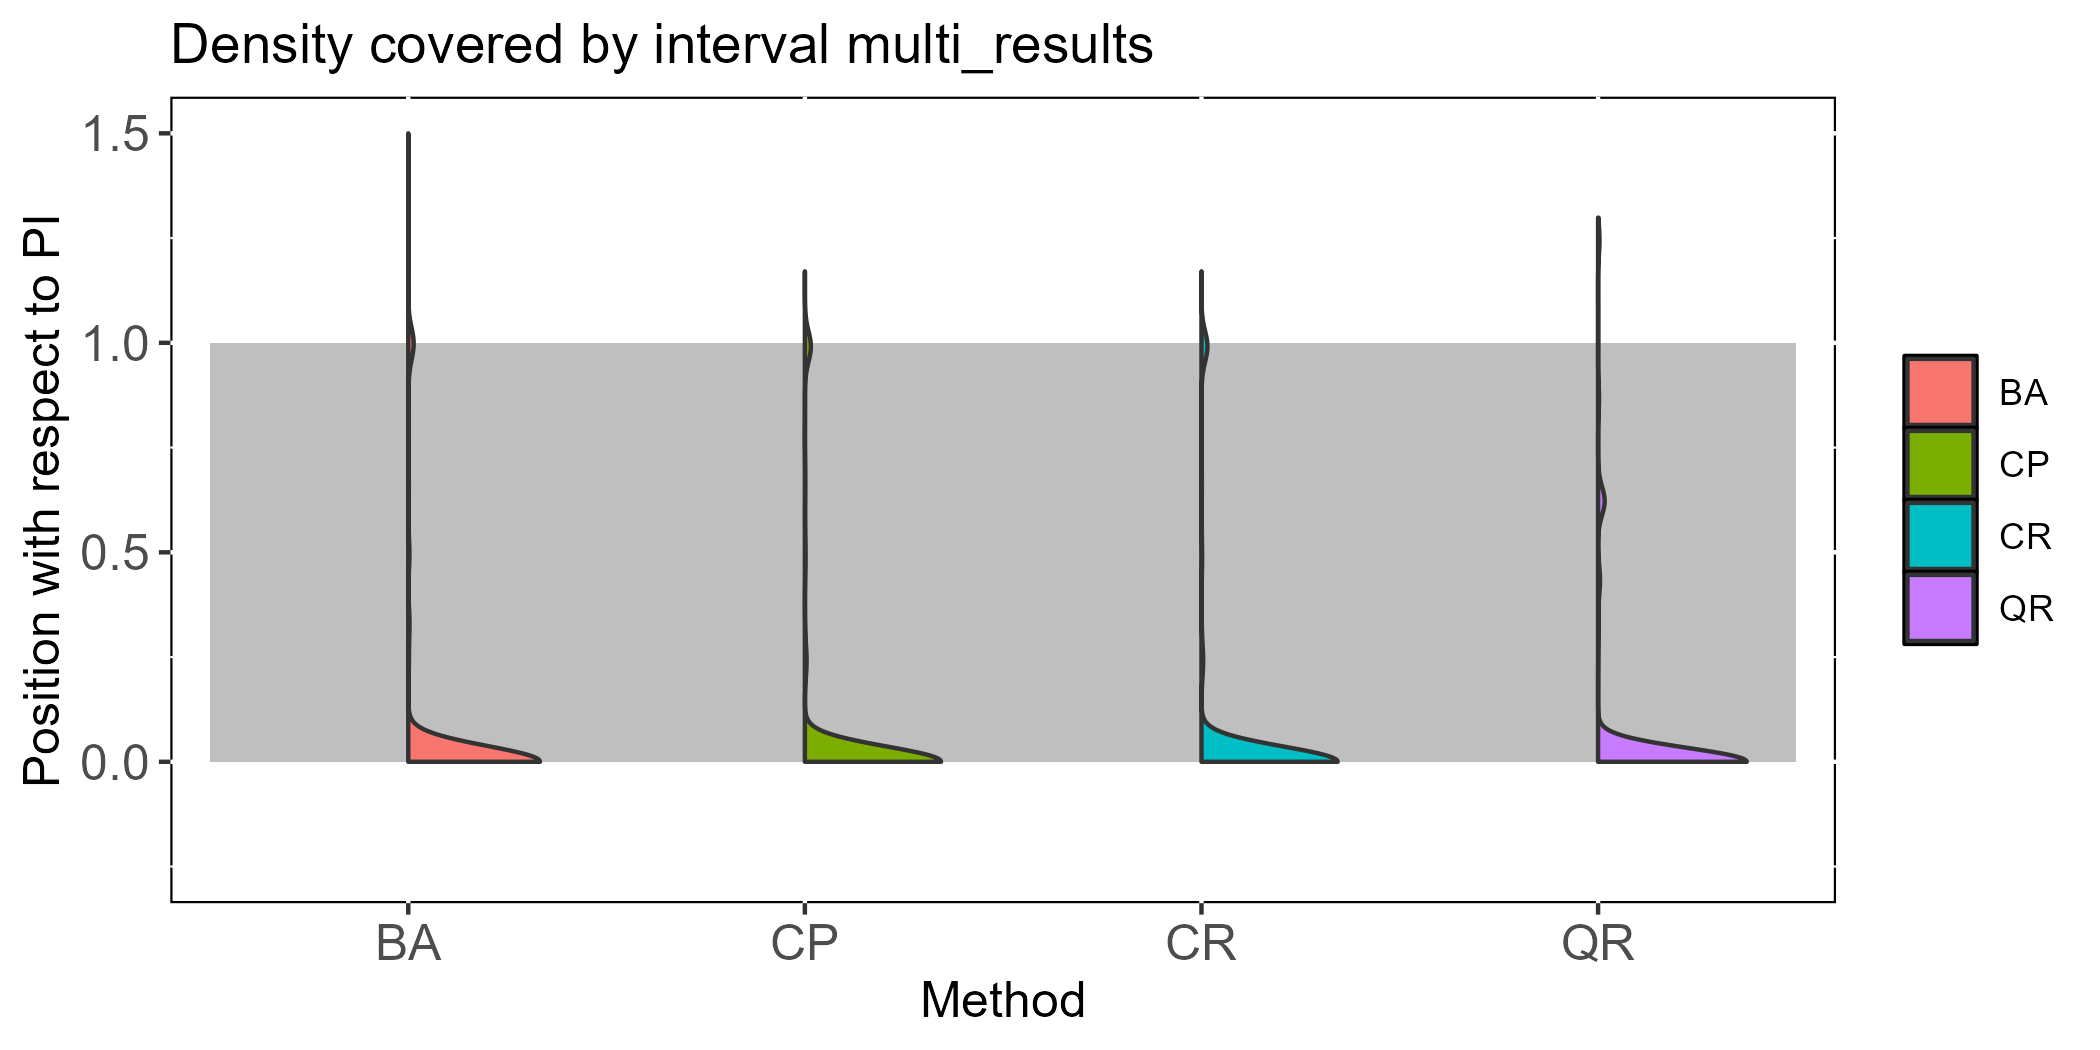 Density covered by interval multi_results
Position with respect to PI
1.5
1.0
0.5
0.0
BA
CP
CR
QR
Method
BA
CP
CR
QR